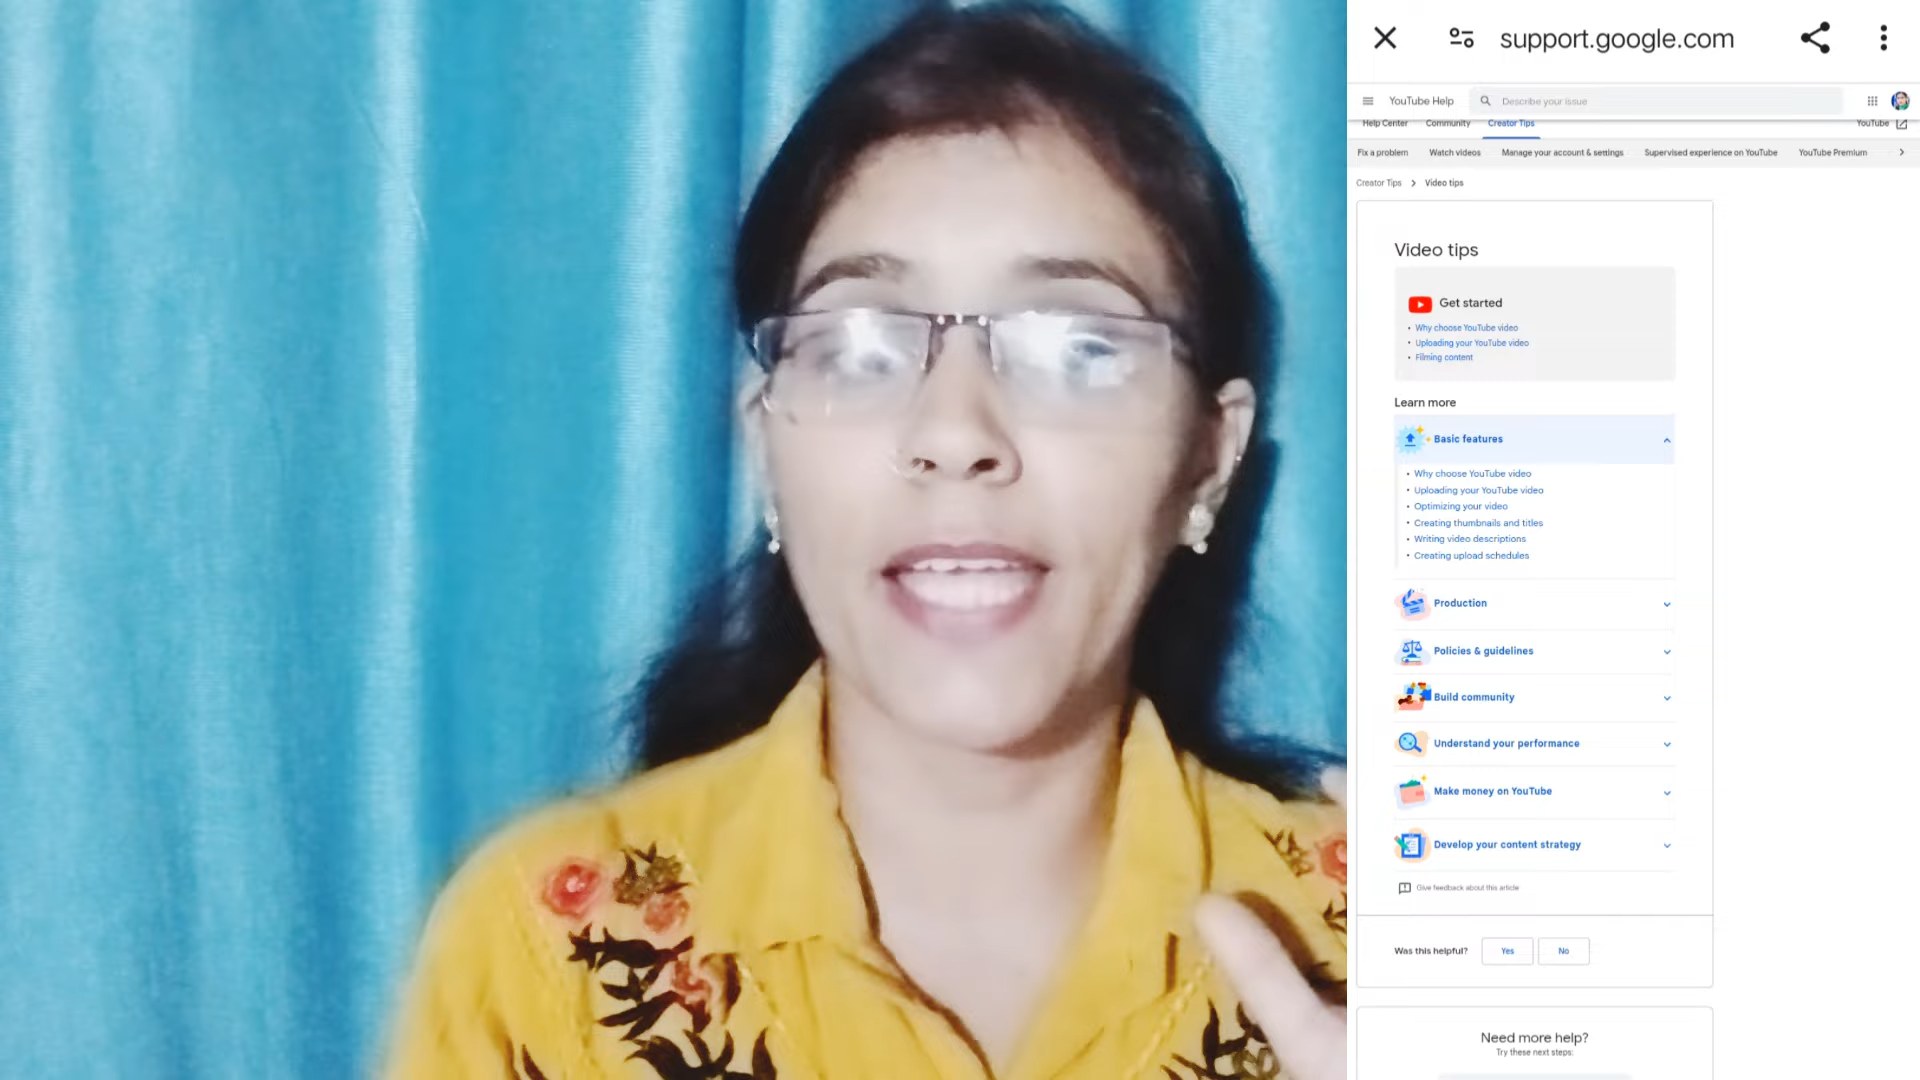 support.google.com
YouTube Help
Describe your issue
Help Center Community Creator Tips YouTube
Fix a problem Watch videos Manage your account & settings Supervised experience on YouTube YouTube Premium
Creator Tips Video tips
Video tips
Get started
• Why choose YouTube video
• Uploading your YouTube video
• Filming content
Learn more
Basic features
• Why choose YouTube video
• Uploading your YouTube video
• Optimizing your video
• Creating thumbnails and titles
• Writing video descriptions
• Creating upload schedules
Production
Policies & guidelines
Build community
Understand your performance
Make money on YouTube
Develop your content strategy
Give feedback about this article
Was this helpful? Yes No
Need more help?
Try these next steps: